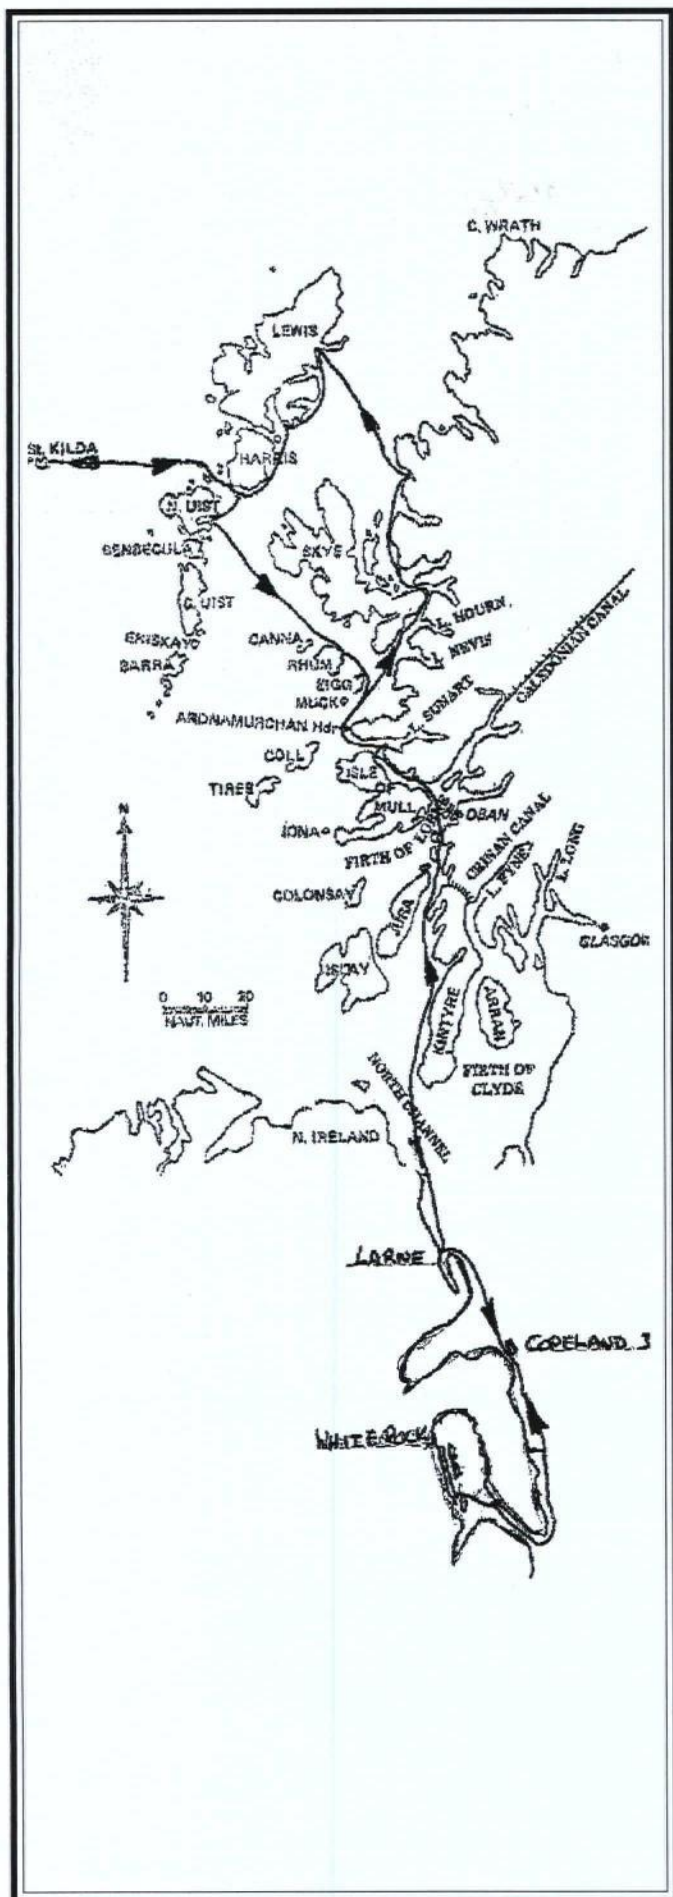 C. WRATH
LEWIS
St. KILDA
HARRIS
N. UIST
BENBECULA
S. UIST
ERISKAY
BARRA
SKYE
L. HOURN.
L. NEVIS
CANNA
RHUM
EIGG
MUCK
CALEDONIAN CANAL
ARDNAMURCHAN Hd.
L. SUNART
COLL
TIREE
ISLE
OF
MULL
OBAN
IONA
FIRTH OF LORNE
CRINAN CANAL
L. FYNE
L. LONG
COLONSAY
JURA
GLASGOW
N
ISLAY
KINTYRE
ARRAN
0 10 20
NAUT. MILES
FIRTH OF
CLYDE
NORTH CHANNEL
N. IRELAND
LARNE
COPELAND
WHITEROCK